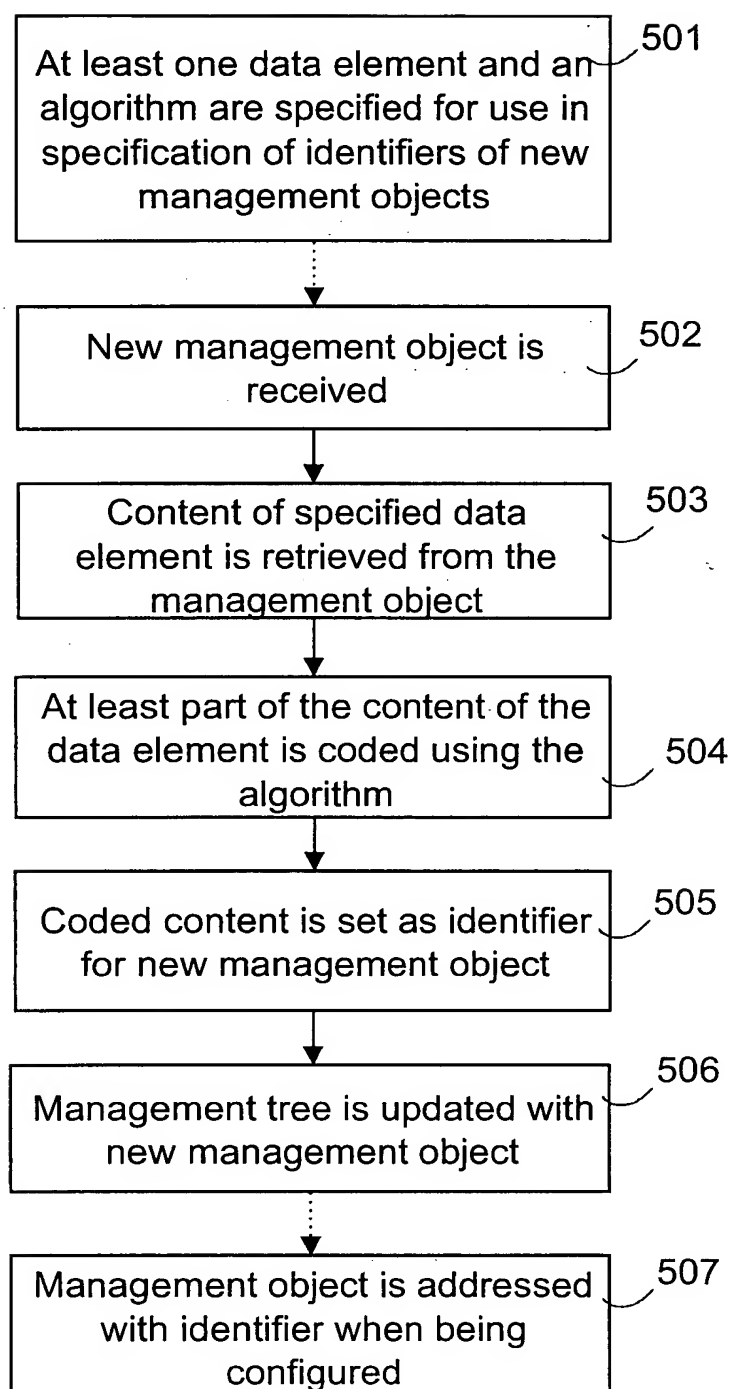 At least one data element and an
algorithm are specified for use in
specification of identifiers of new
management objects
501
New management object is
received
502
Content of specified data
element is retrieved from the
management object
503
At least part of the content of the
data element is coded using the
algorithm
504
Coded content is set as identifier
for new management object
505
Management tree is updated with
new management object
506
Management object is addressed
with identifier when being
configured
507